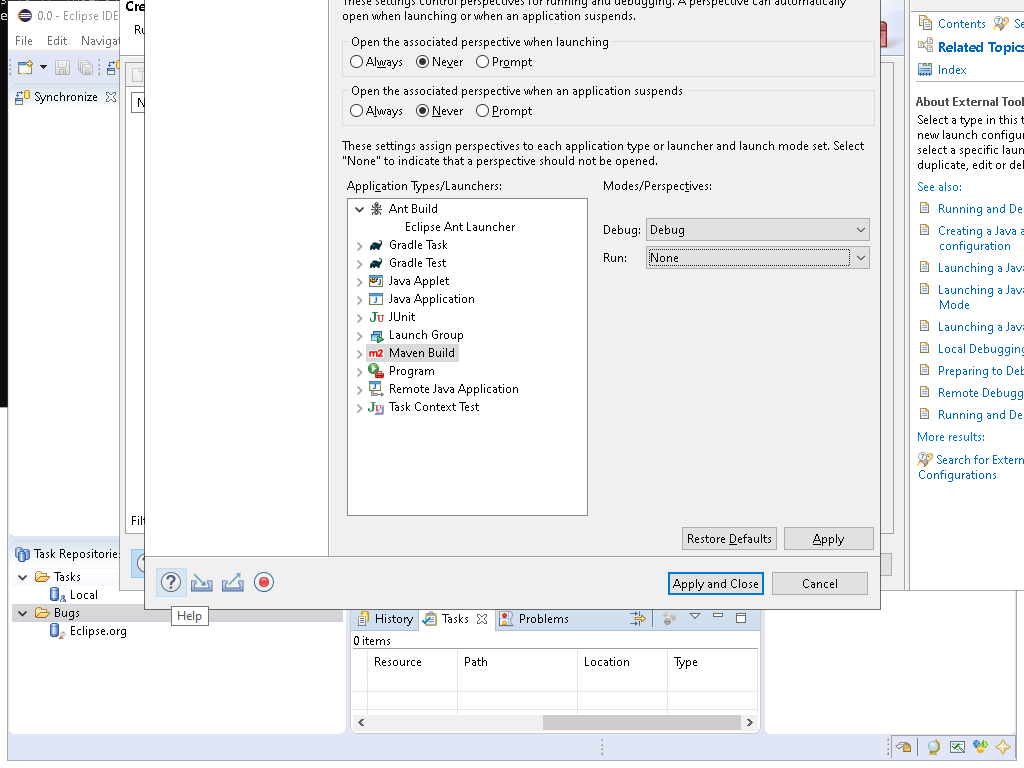 0.0 - Eclipse IDE
File Edit Navigat
Synchronize
Cre
Ru
N
Filt
These settings control perspectives for running and debugging. A perspective can automatically
open when launching or when an application suspends.
Open the associated perspective when launching
Always Never Prompt
Open the associated perspective when an application suspends
Always Never Prompt
These settings assign perspectives to each application type or launcher and launch mode set. Select
"None" to indicate that a perspective should not be opened.
Application Types/Launchers:
Modes/Perspectives:
Ant Build
Eclipse Ant Launcher
Gradle Task
Gradle Test
Java Applet
Java Application
JUnit
Launch Group
Maven Build
Program
Remote Java Application
Task Context Test
Debug: Debug
Run: None
Restore Defaults Apply
Apply and Close Cancel
Help
Contents Se
Related Topics
Index
About External Tool
Select a type in this t
new launch configur
select a specific laun
duplicate, edit or del
See also:
Running and De
Creating a Java a
configuration
Launching a Java
Launching a Java
Mode
Launching a Java
Local Debugging
Preparing to Deb
Remote Debugg
Running and De
More results:
Search for Extern
Configurations
Task Repositorie
Tasks
Local
Bugs
Eclipse.org
History Tasks Problems
0 items
Resource Path Location Type